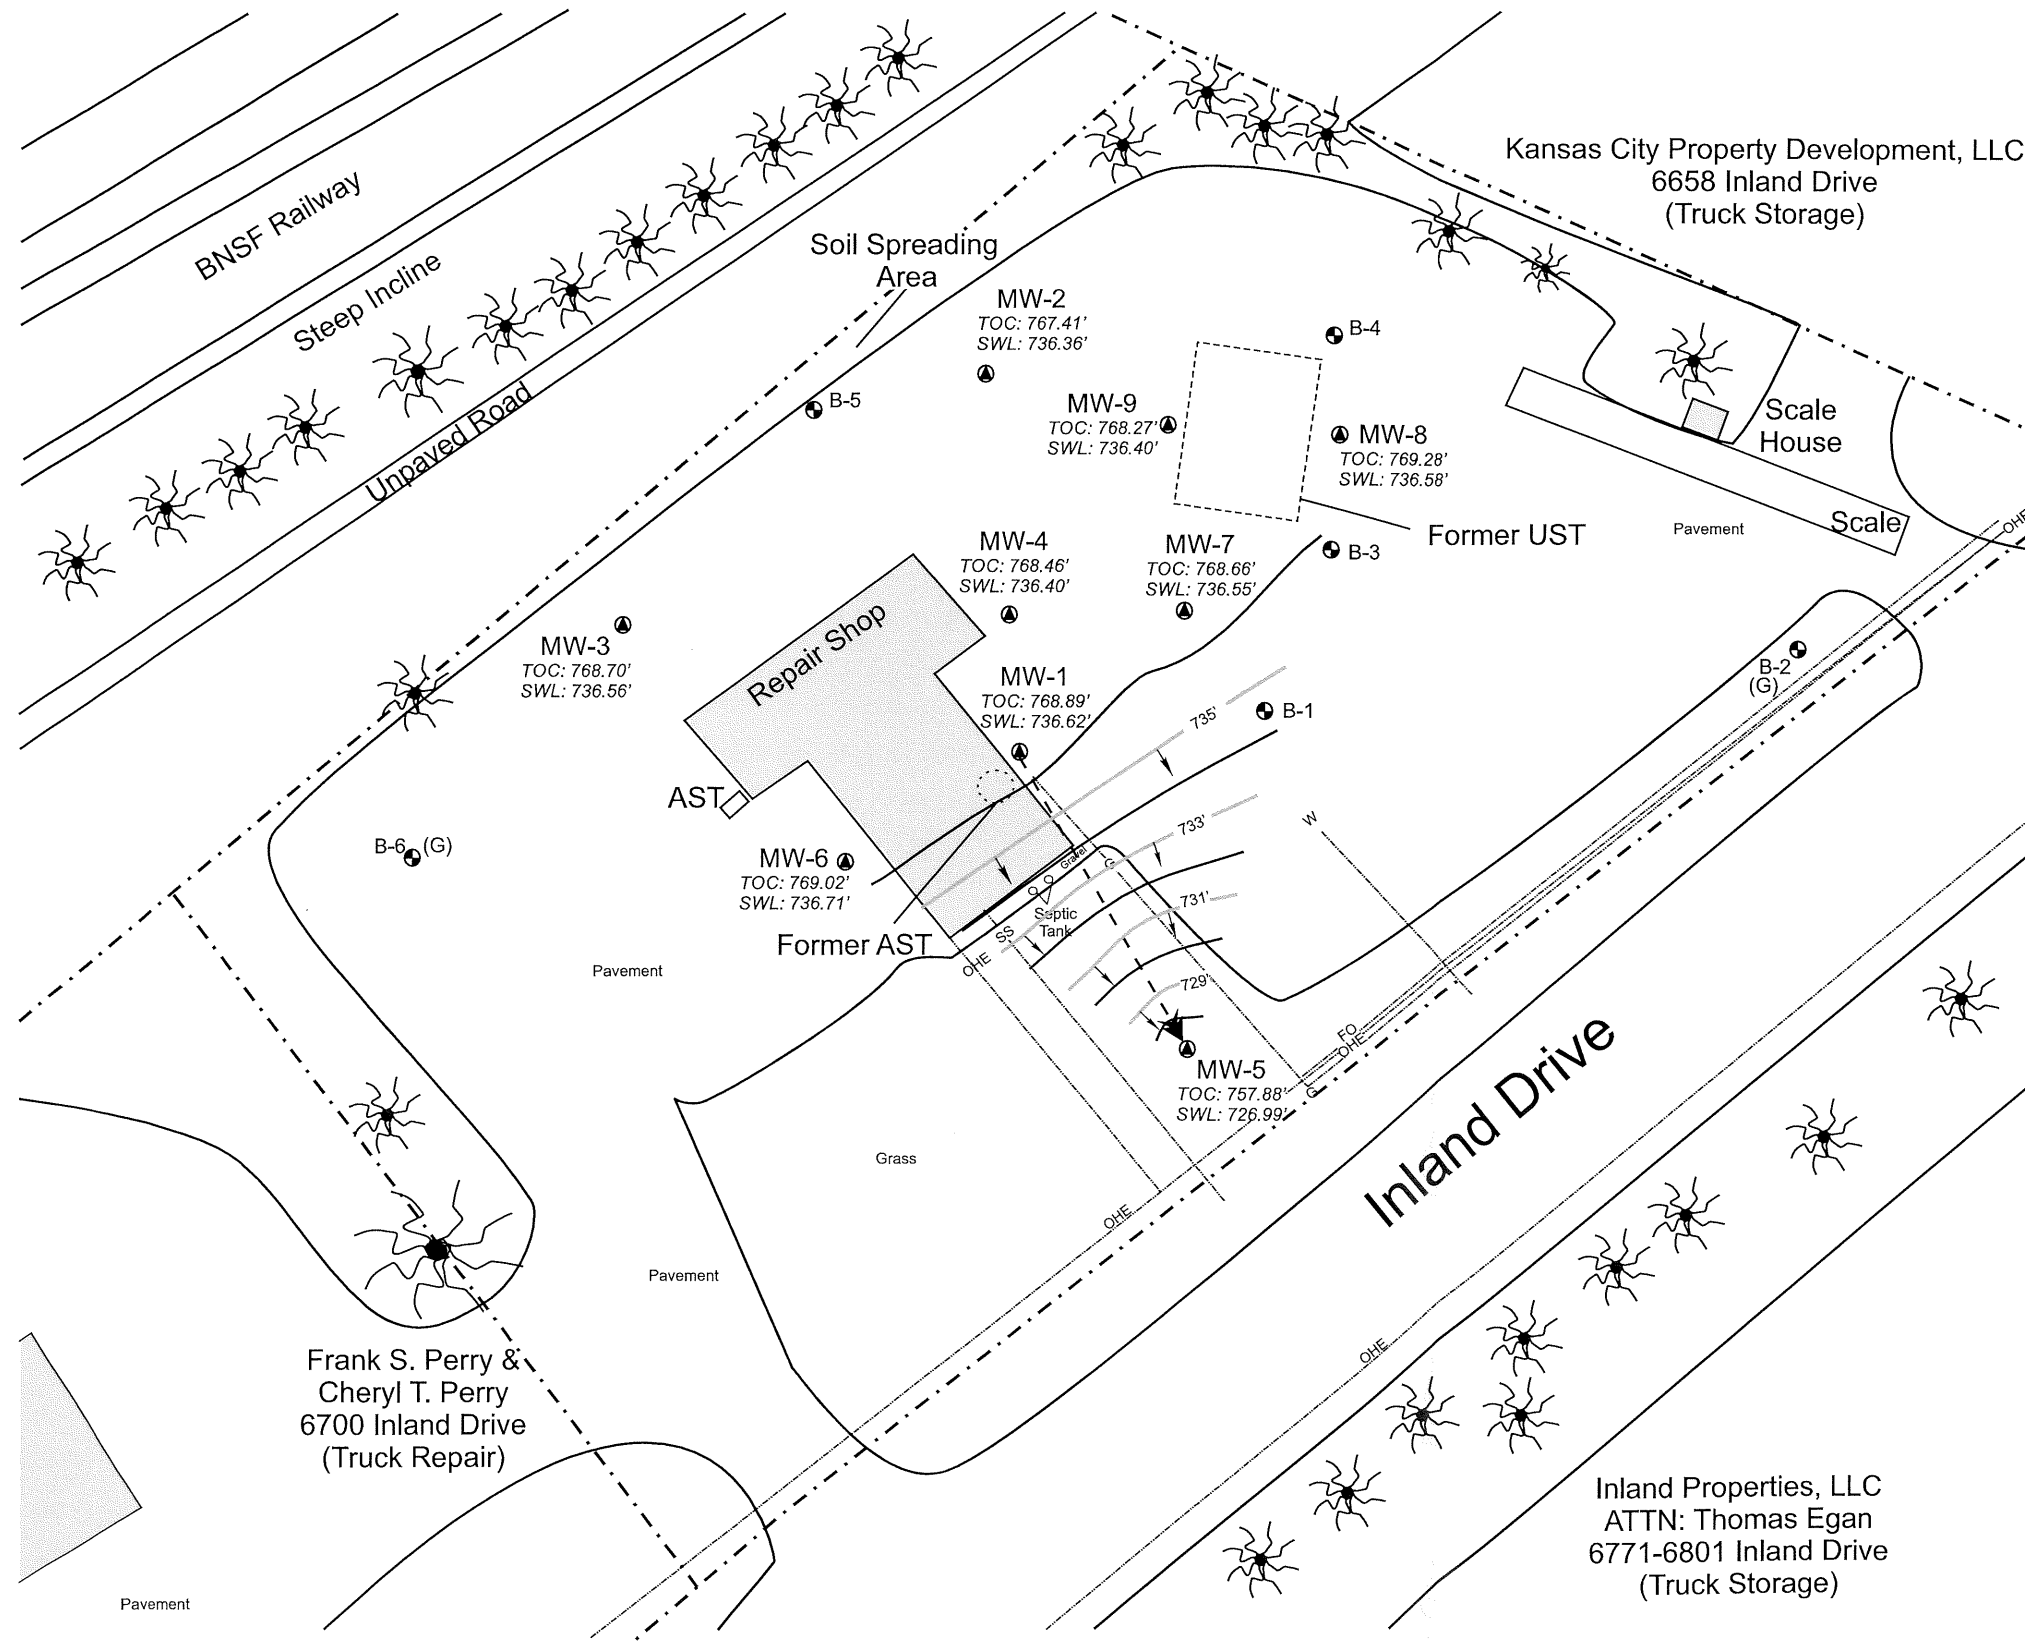 Kansas City Property Development, LLC
6658 Inland Drive
(Truck Storage)
BNSF Railway
Steep Incline
Unpaved Road
Soil Spreading
Area
MW-2
TOC: 767.41’
SWL: 736.36’
B-4
B-5
MW-9
TOC: 768.27’
SWL: 736.40’
MW-8
TOC: 769.28’
SWL: 736.58’
Scale
House
Scale
Pavement
OHE
Former UST
MW-4
TOC: 768.46’
SWL: 736.40’
MW-7
TOC: 768.66’
SWL: 736.55’
B-3
MW-3
TOC: 768.70’
SWL: 736.56’
Repair Shop
MW-1
TOC: 768.89’
SWL: 736.62’
B-2
(G)
735’
B-1
AST
733’
W
B-6 (G)
MW-6
TOC: 769.02’
SWL: 736.71’
Gravel
G
731’
Septic
Tank
SS
Former AST
OHE
Pavement
729’
FO
OHE
MW-5
TOC: 757.88’
SWL: 726.99’
G
Inland Drive
Grass
OHE
Pavement
OHE
Frank S. Perry &
Cheryl T. Perry
6700 Inland Drive
(Truck Repair)
Inland Properties, LLC
ATTN: Thomas Egan
6771-6801 Inland Drive
(Truck Storage)
Pavement